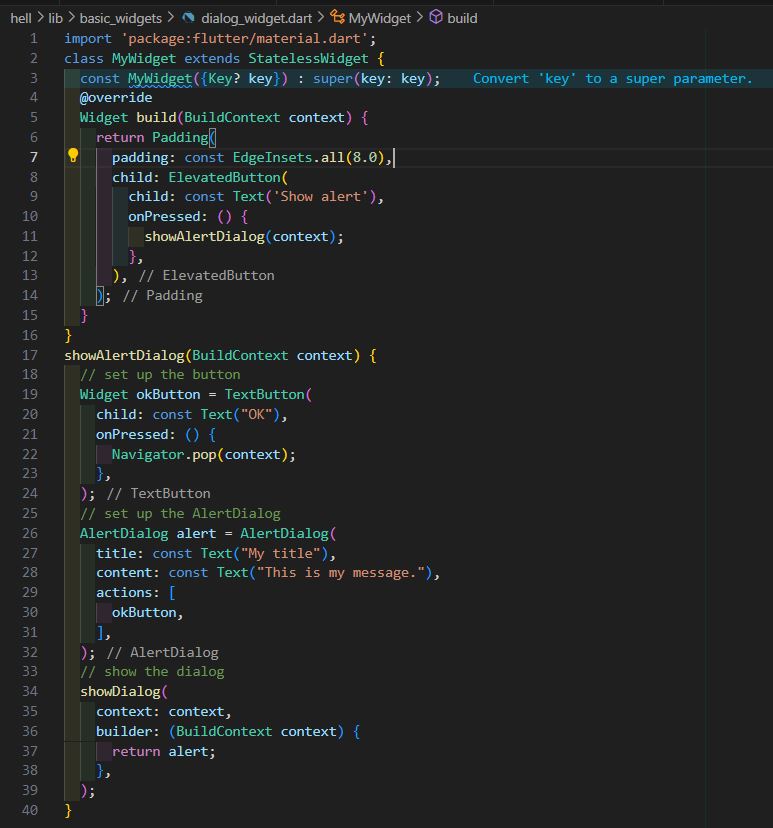 hell > lib > basic_widgets > dialog_widget.dart > MyWidget > build
1 import 'package:flutter/material.dart';
2 class MyWidget extends StatelessWidget {
3   const MyWidget({Key? key}) : super(key: key);    Convert 'key' to a super parameter.
4   @override
5   Widget build(BuildContext context) {
6     return Padding(
7       padding: const EdgeInsets.all(8.0),
8       child: ElevatedButton(
9         child: const Text('Show alert'),
10         onPressed: () {
11           showAlertDialog(context);
12         },
13       ), // ElevatedButton
14     ); // Padding
15   }
16 }
17 showAlertDialog(BuildContext context) {
18   // set up the button
19   Widget okButton = TextButton(
20     child: const Text("OK"),
21     onPressed: () {
22       Navigator.pop(context);
23     },
24   ); // TextButton
25   // set up the AlertDialog
26   AlertDialog alert = AlertDialog(
27     title: const Text("My title"),
28     content: const Text("This is my message."),
29     actions: [
30       okButton,
31     ],
32   ); // AlertDialog
33   // show the dialog
34   showDialog(
35     context: context,
36     builder: (BuildContext context) {
37       return alert;
38     },
39   );
40 }